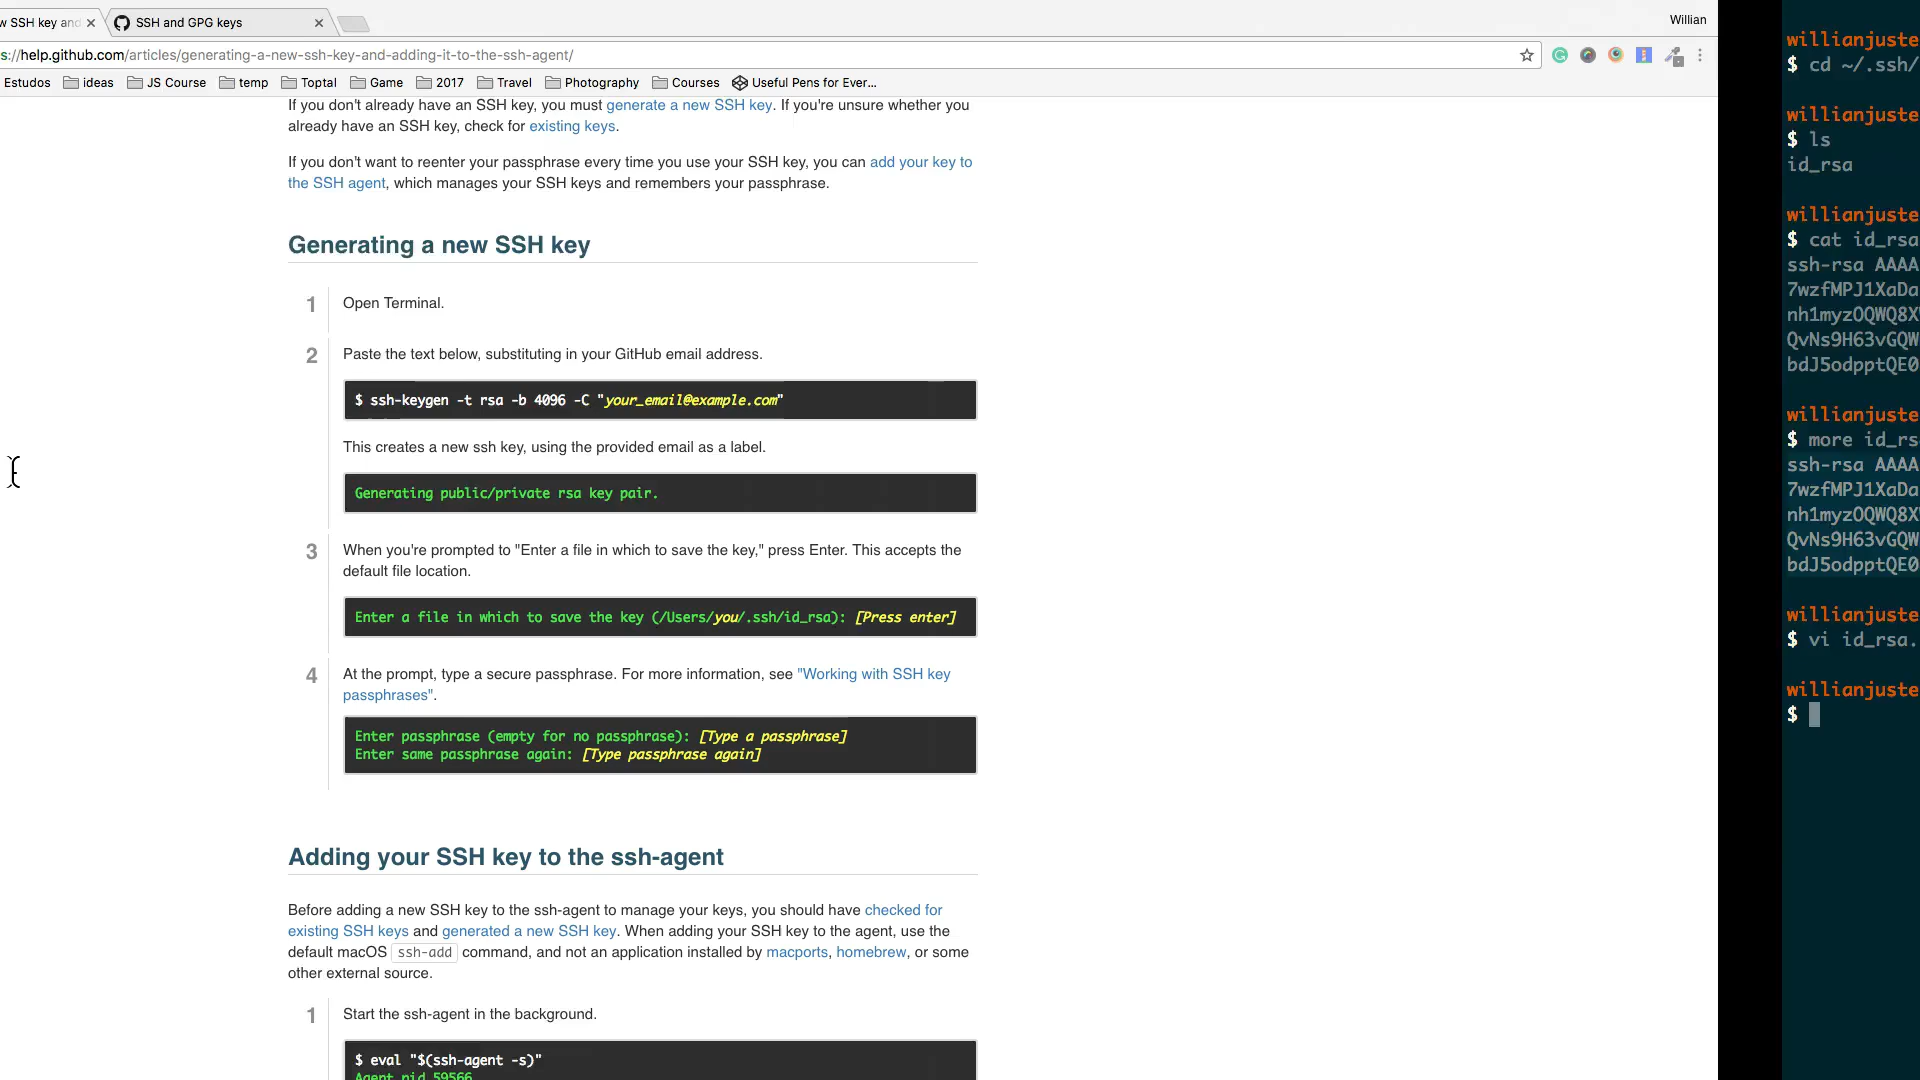 w SSH key and
SSH and GPG keys
Willian
s://help.github.com/articles/generating-a-new-ssh-key-and-adding-it-to-the-ssh-agent/
Estudos ideas JS Course temp Toptal Game 2017 Travel Photography Courses Useful Pens for Ever...
If you don't already have an SSH key, you must generate a new SSH key. If you're unsure whether you
already have an SSH key, check for existing keys.
If you don't want to reenter your passphrase every time you use your SSH key, you can add your key to
the SSH agent, which manages your SSH keys and remembers your passphrase.
Generating a new SSH key
1 Open Terminal.
2 Paste the text below, substituting in your GitHub email address.
$ ssh-keygen -t rsa -b 4096 -C "your_email@example.com"
This creates a new ssh key, using the provided email as a label.
Generating public/private rsa key pair.
3 When you're prompted to "Enter a file in which to save the key," press Enter. This accepts the
default file location.
Enter a file in which to save the key (/Users/you/.ssh/id_rsa): [Press enter]
4 At the prompt, type a secure passphrase. For more information, see "Working with SSH key
passphrases".
Enter passphrase (empty for no passphrase): [Type a passphrase]
Enter same passphrase again: [Type passphrase again]
Adding your SSH key to the ssh-agent
Before adding a new SSH key to the ssh-agent to manage your keys, you should have checked for
existing SSH keys and generated a new SSH key. When adding your SSH key to the agent, use the
default macOS ssh-add command, and not an application installed by macports, homebrew, or some
other external source.
1 Start the ssh-agent in the background.
$ eval "$(ssh-agent -s)"
Agent pid 59566
willianjuste
$ cd ~/.ssh/
willianjuste
$ ls
id_rsa
willianjuste
$ cat id_rsa
ssh-rsa AAAA
7wzfMPJ1XaDa
nh1myzOQWQ8X
QvNs9H63vGQW
bdJ5odpptQE0
willianjuste
$ more id_rs
ssh-rsa AAAA
7wzfMPJ1XaDa
nh1myzOQWQ8X
QvNs9H63vGQW
bdJ5odpptQE0
willianjuste
$ vi id_rsa.
willianjuste
$